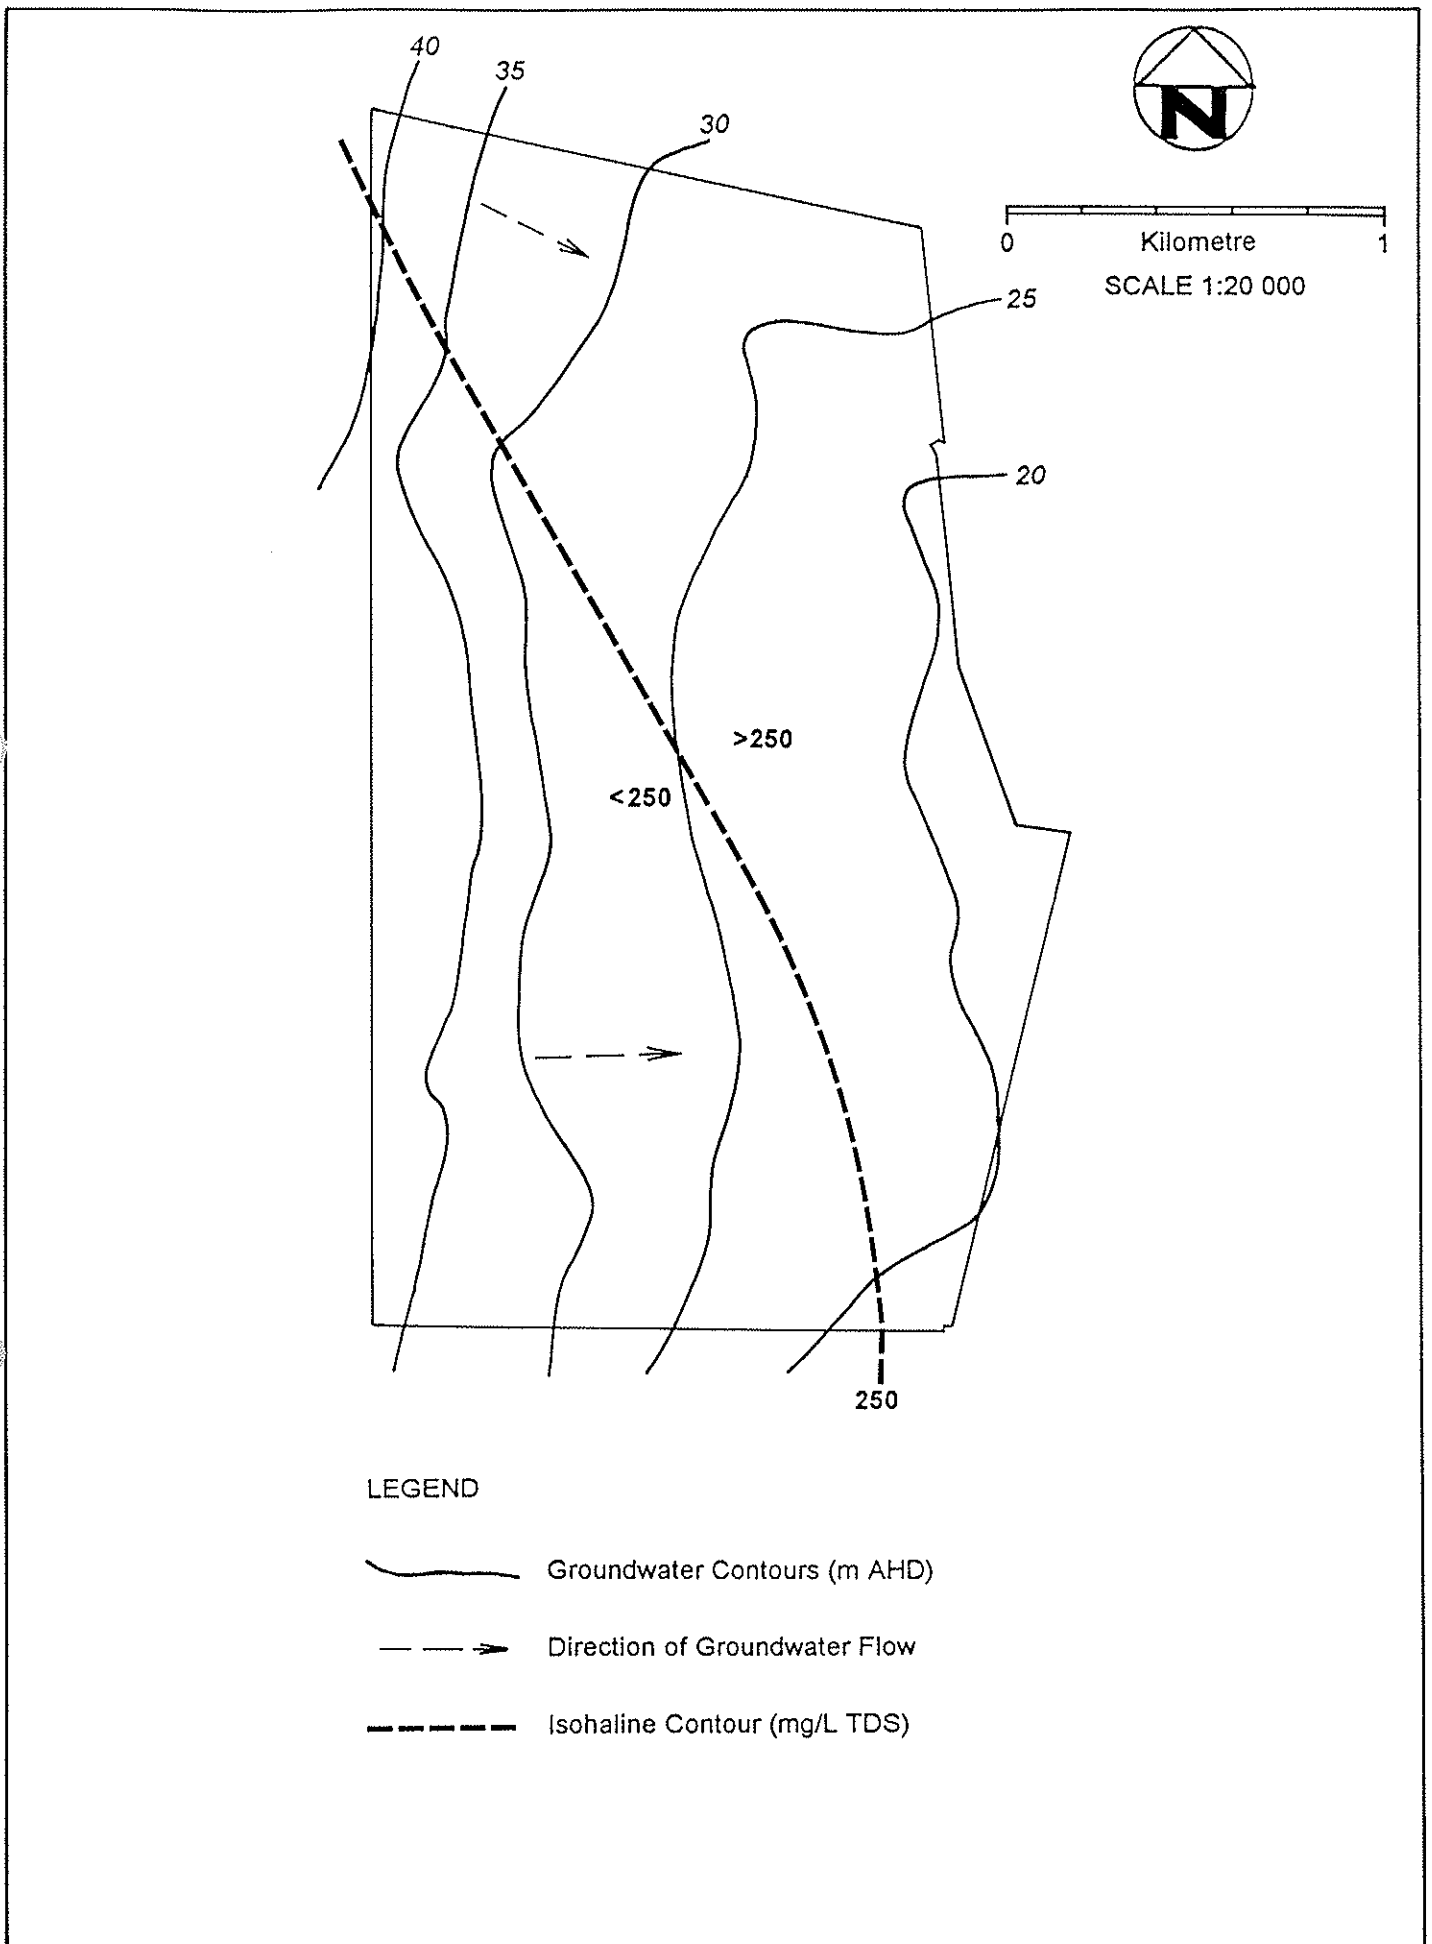 40
35
30
N
0 1
Kilometre
SCALE 1:20 000
25
20
>250
<250
250
LEGEND
Groundwater Contours (m AHD)
Direction of Groundwater Flow
Isohaline Contour (mg/L TDS)